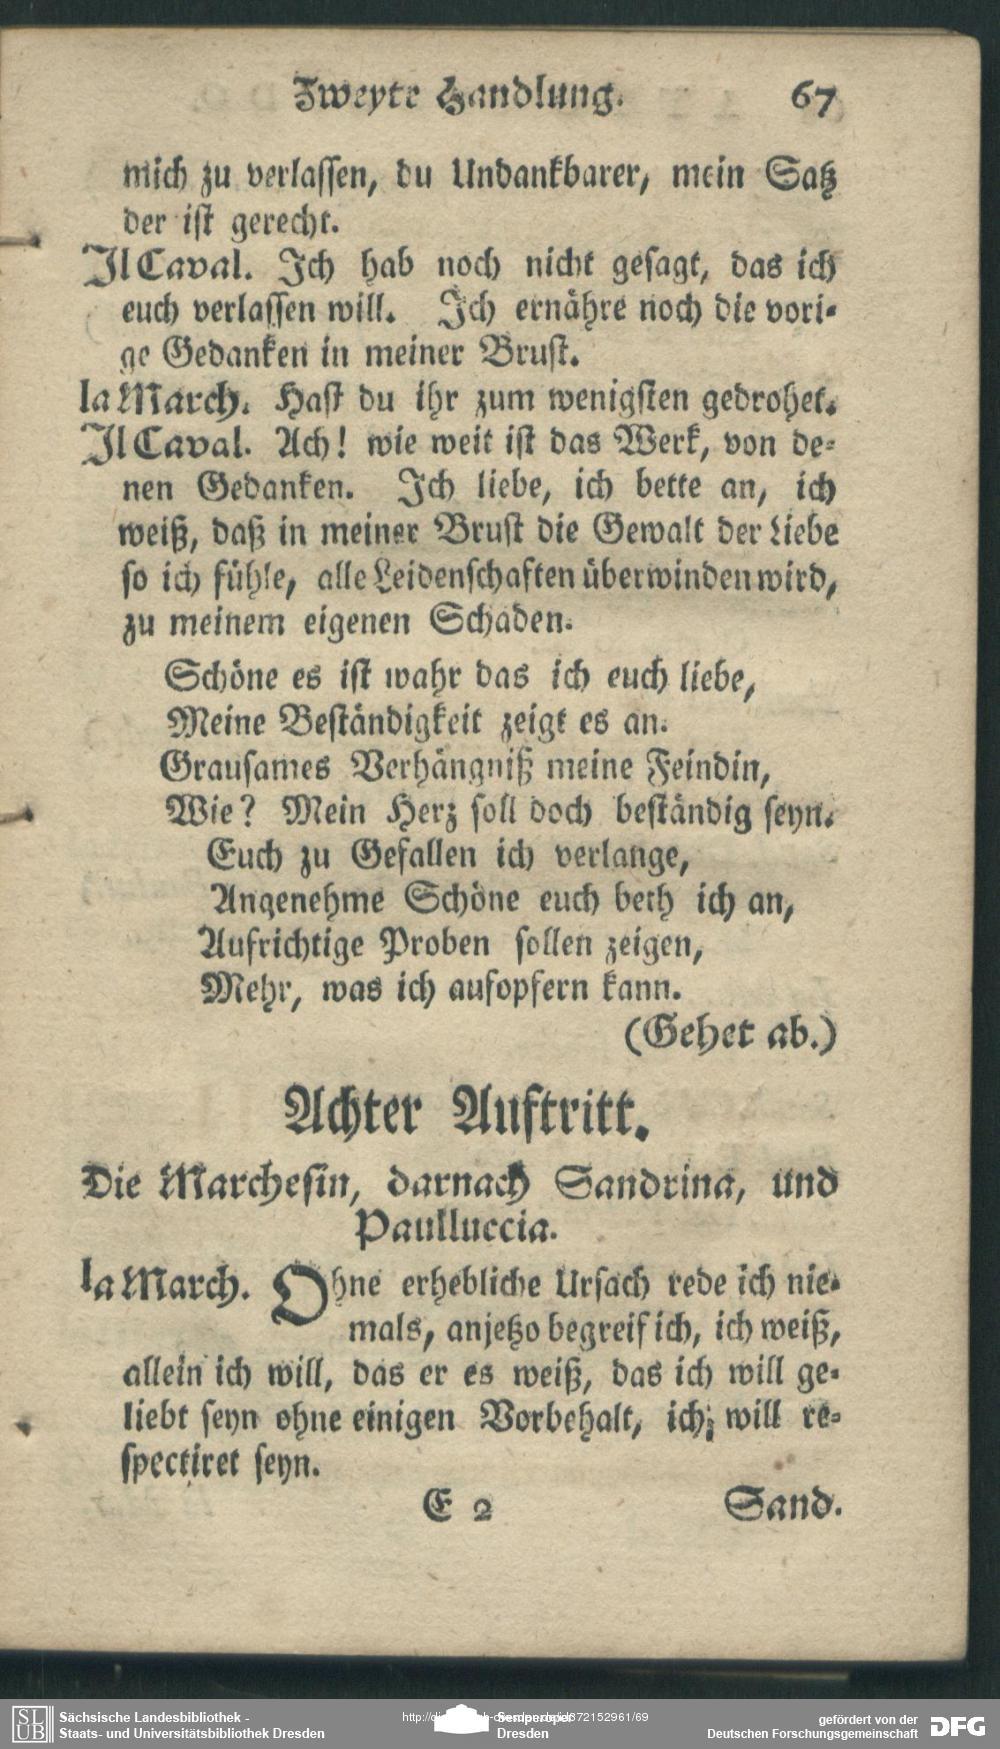 Zweyte Handlung. 67
mich zu verlassen, du Undankbarer, mein Satz
der ist gerecht.
Il Caval. Ich hab noch nicht gesagt, das ich
euch verlassen will. Ich ernähre noch die vori-
ge Gedanken in meiner Brust.
la March. Hast du ihr zum wenigsten gedrohet.
Il Caval. Ach! wie weit ist das Werk, von de-
nen Gedanken. Ich liebe, ich bette an, ich
weiß, daß in meiner Brust die Gewalt der Liebe
so ich fühle, alle Leidenschaften überwinden wird,
zu meinem eigenen Schaden.
Schöne es ist wahr das ich euch liebe,
Meine Beständigkeit zeigt es an.
Grausames Verhängniß meine Feindin,
Wie? Mein Herz soll doch beständig seyn.
Euch zu Gefallen ich verlange,
Angenehme Schöne euch beth ich an,
Aufrichtige Proben sollen zeigen,
Mehr, was ich aufopfern kann.
(Gehet ab.)
Achter Auftritt.
Die Marchesin, darnach Sandrina, und
Paulluccia.
la March. Ohne erhebliche Ursach rede ich nie-
mals, anjetzo begreif ich, ich weiß,
allein ich will, das er es weiß, das ich will ge-
liebt seyn ohne einigen Vorbehalt, ich; will re-
spectiret seyn.
E 2 Sand.
SLUB
Sächsische Landesbibliothek -
Staats- und Universitätsbibliothek Dresden
Semperoper
Dresden
gefördert von der
Deutschen Forschungsgemeinschaft
DFG